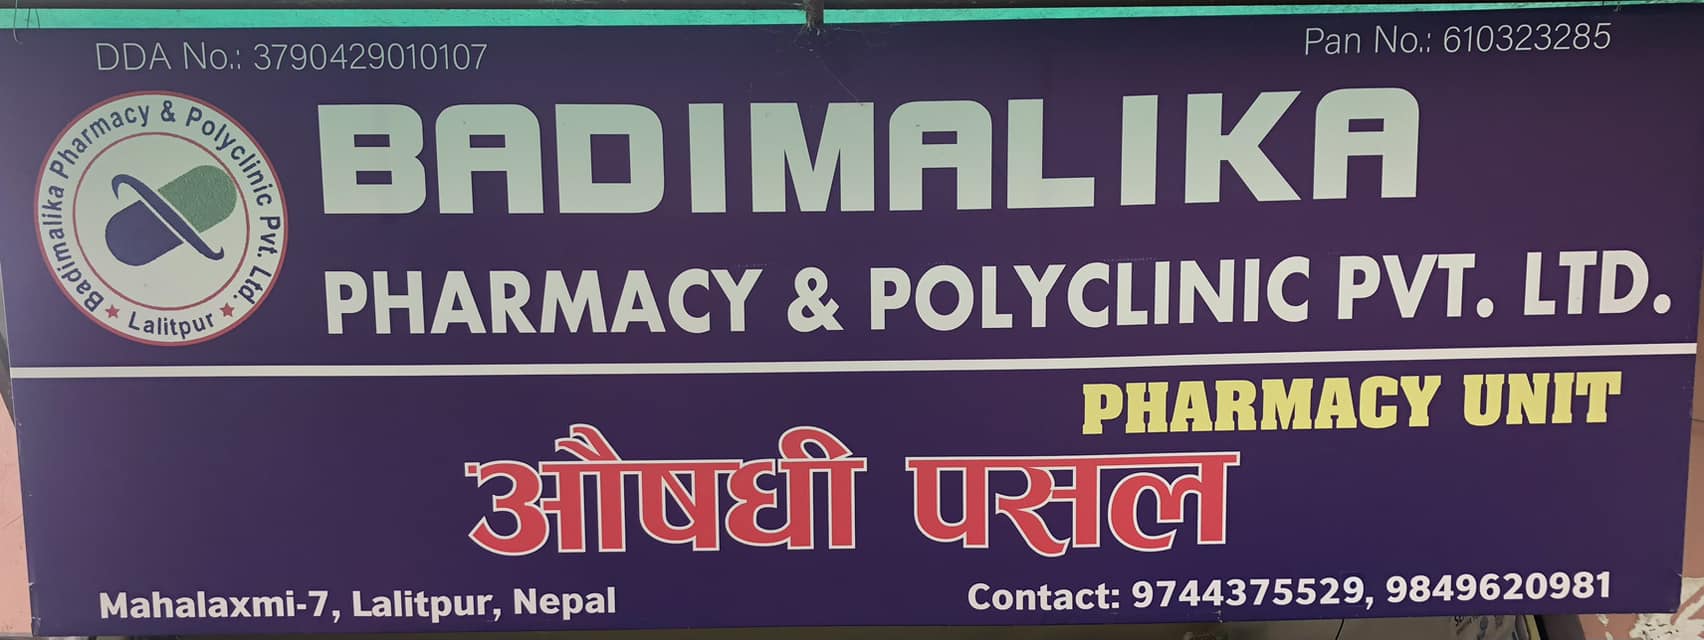 DDA No.: 3790429010107
Pan No.: 610323285
Badimalika Pharmacy & Polyclinic Pvt. Ltd.
Lalitpur
BADIMALIKA
PHARMACY & POLYCLINIC PVT. LTD.
PHARMACY UNIT
औषधी पसल
Mahalaxmi-7, Lalitpur, Nepal
Contact: 9744375529, 9849620981